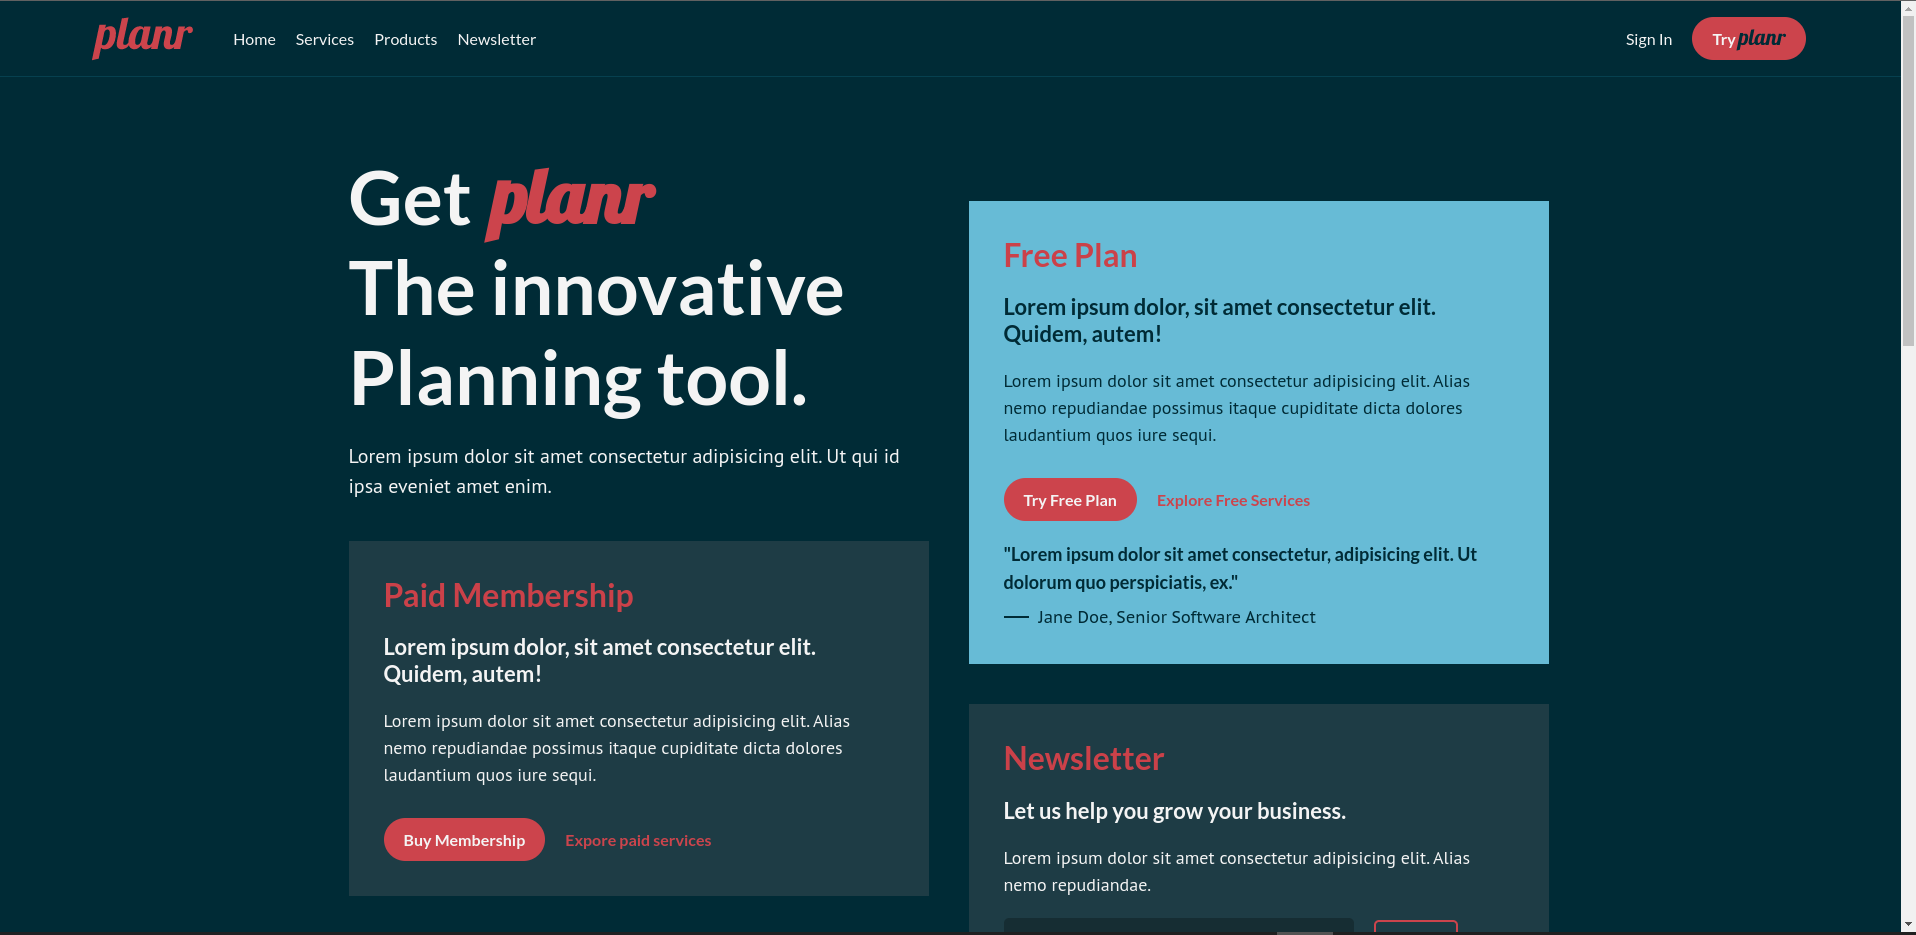 planr
Home Services Products Newsletter
Sign In
Try planr
Get planr
The innovative
Planning tool.
Lorem ipsum dolor sit amet consectetur adipisicing elit. Ut qui id
ipsa eveniet amet enim.
Paid Membership
Lorem ipsum dolor, sit amet consectetur elit.
Quidem, autem!
Lorem ipsum dolor sit amet consectetur adipisicing elit. Alias
nemo repudiandae possimus itaque cupiditate dicta dolores
laudantium quos iure sequi.
Buy Membership
Expore paid services
Free Plan
Lorem ipsum dolor, sit amet consectetur elit.
Quidem, autem!
Lorem ipsum dolor sit amet consectetur adipisicing elit. Alias
nemo repudiandae possimus itaque cupiditate dicta dolores
laudantium quos iure sequi.
Try Free Plan
Explore Free Services
"Lorem ipsum dolor sit amet consectetur, adipisicing elit. Ut
dolorum quo perspiciatis, ex."
— Jane Doe, Senior Software Architect
Newsletter
Let us help you grow your business.
Lorem ipsum dolor sit amet consectetur adipisicing elit. Alias
nemo repudiandae.